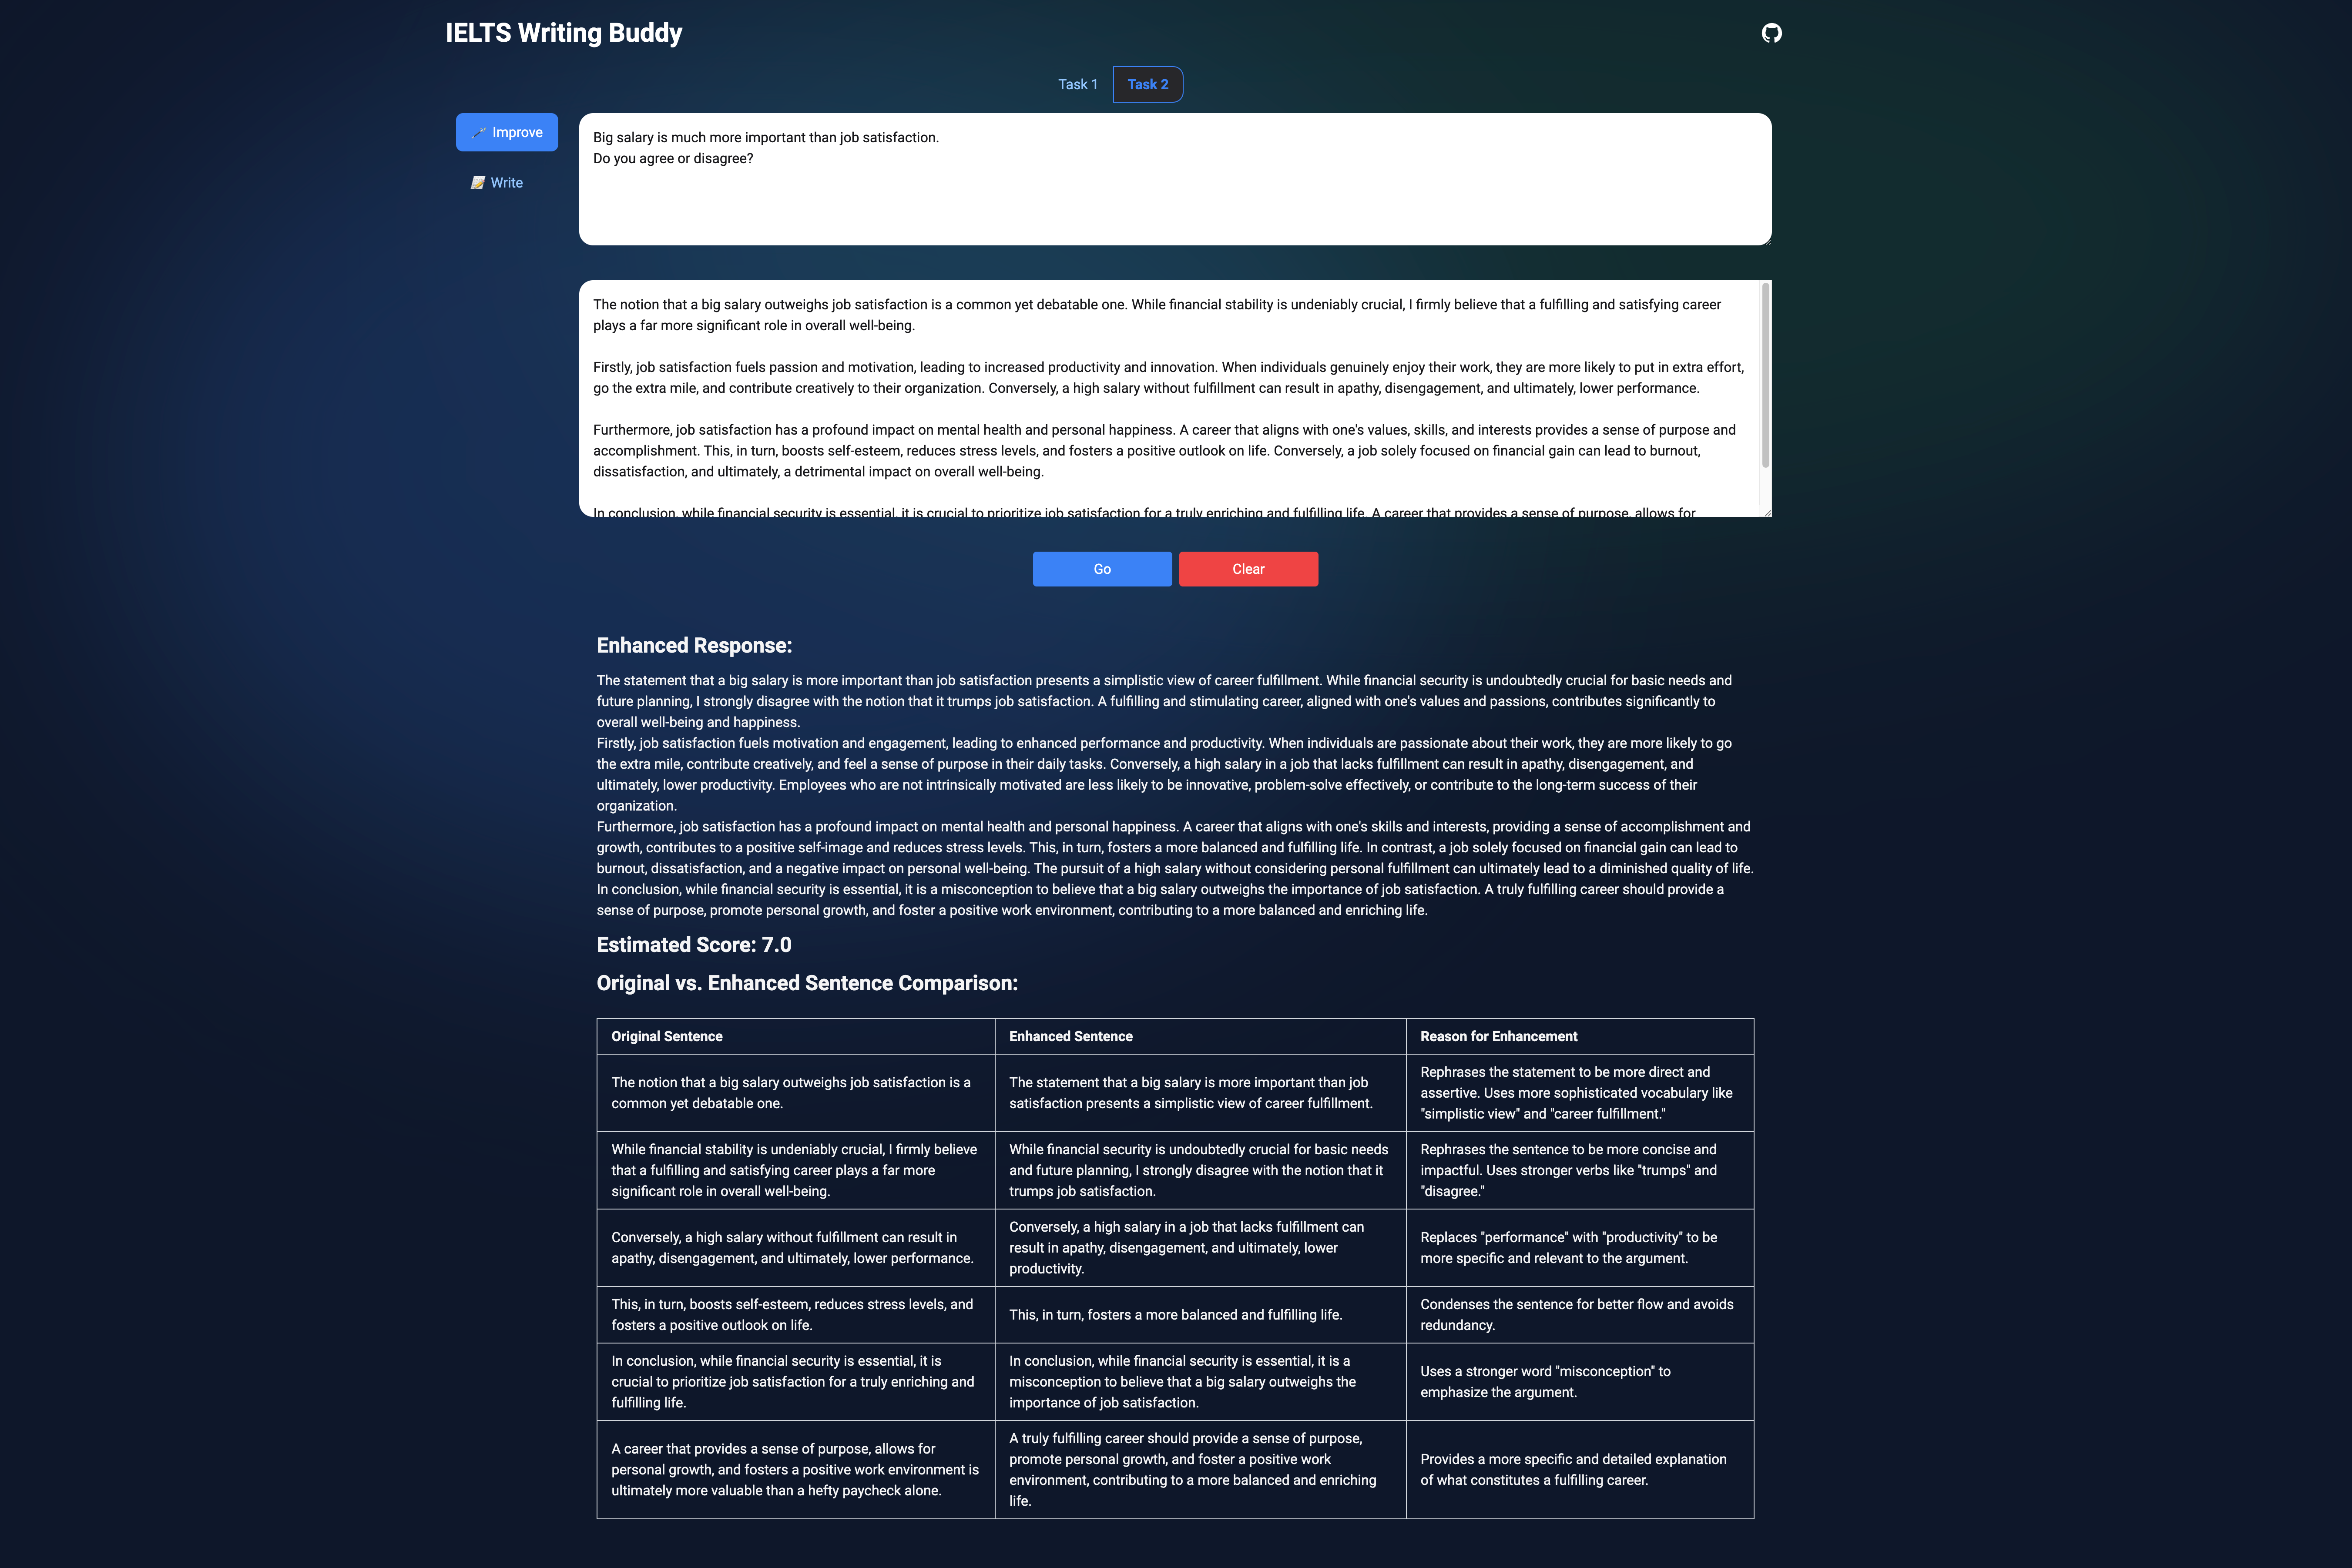 IELTS Writing Buddy
Task 1
Task 2
Improve
Write
Big salary is much more important than job satisfaction.
Do you agree or disagree?
The notion that a big salary outweighs job satisfaction is a common yet debatable one. While financial stability is undeniably crucial, I firmly believe that a fulfilling and satisfying career
plays a far more significant role in overall well-being.
Firstly, job satisfaction fuels passion and motivation, leading to increased productivity and innovation. When individuals genuinely enjoy their work, they are more likely to put in extra effort,
go the extra mile, and contribute creatively to their organization. Conversely, a high salary without fulfillment can result in apathy, disengagement, and ultimately, lower performance.
Furthermore, job satisfaction has a profound impact on mental health and personal happiness. A career that aligns with one's values, skills, and interests provides a sense of purpose and
accomplishment. This, in turn, boosts self-esteem, reduces stress levels, and fosters a positive outlook on life. Conversely, a job solely focused on financial gain can lead to burnout,
dissatisfaction, and ultimately, a detrimental impact on overall well-being.
In conclusion, while financial security is essential, it is crucial to prioritize job satisfaction for a truly enriching and fulfilling life. A career that provides a sense of purpose, allows for
Go
Clear
Enhanced Response:
The statement that a big salary is more important than job satisfaction presents a simplistic view of career fulfillment. While financial security is undoubtedly crucial for basic needs and
future planning, I strongly disagree with the notion that it trumps job satisfaction. A fulfilling and stimulating career, aligned with one's values and passions, contributes significantly to
overall well-being and happiness.
Firstly, job satisfaction fuels motivation and engagement, leading to enhanced performance and productivity. When individuals are passionate about their work, they are more likely to go
the extra mile, contribute creatively, and feel a sense of purpose in their daily tasks. Conversely, a high salary in a job that lacks fulfillment can result in apathy, disengagement, and
ultimately, lower productivity. Employees who are not intrinsically motivated are less likely to be innovative, problem-solve effectively, or contribute to the long-term success of their
organization.
Furthermore, job satisfaction has a profound impact on mental health and personal happiness. A career that aligns with one's skills and interests, providing a sense of accomplishment and
growth, contributes to a positive self-image and reduces stress levels. This, in turn, fosters a more balanced and fulfilling life. In contrast, a job solely focused on financial gain can lead to
burnout, dissatisfaction, and a negative impact on personal well-being. The pursuit of a high salary without considering personal fulfillment can ultimately lead to a diminished quality of life.
In conclusion, while financial security is essential, it is a misconception to believe that a big salary outweighs the importance of job satisfaction. A truly fulfilling career should provide a
sense of purpose, promote personal growth, and foster a positive work environment, contributing to a more balanced and enriching life.
Estimated Score: 7.0
Original vs. Enhanced Sentence Comparison:
Original Sentence
Enhanced Sentence
Reason for Enhancement
The notion that a big salary outweighs job satisfaction is a
common yet debatable one.
The statement that a big salary is more important than job
satisfaction presents a simplistic view of career fulfillment.
Rephrases the statement to be more direct and
assertive. Uses more sophisticated vocabulary like
"simplistic view" and "career fulfillment."
While financial stability is undeniably crucial, I firmly believe
that a fulfilling and satisfying career plays a far more
significant role in overall well-being.
While financial security is undoubtedly crucial for basic needs
and future planning, I strongly disagree with the notion that it
trumps job satisfaction.
Rephrases the sentence to be more concise and
impactful. Uses stronger verbs like "trumps" and
"disagree."
Conversely, a high salary without fulfillment can result in
apathy, disengagement, and ultimately, lower performance.
Conversely, a high salary in a job that lacks fulfillment can
result in apathy, disengagement, and ultimately, lower
productivity.
Replaces "performance" with "productivity" to be
more specific and relevant to the argument.
This, in turn, boosts self-esteem, reduces stress levels, and
fosters a positive outlook on life.
This, in turn, fosters a more balanced and fulfilling life.
Condenses the sentence for better flow and avoids
redundancy.
In conclusion, while financial security is essential, it is
crucial to prioritize job satisfaction for a truly enriching and
fulfilling life.
In conclusion, while financial security is essential, it is a
misconception to believe that a big salary outweighs the
importance of job satisfaction.
Uses a stronger word "misconception" to
emphasize the argument.
A career that provides a sense of purpose, allows for
personal growth, and fosters a positive work environment is
ultimately more valuable than a hefty paycheck alone.
A truly fulfilling career should provide a sense of purpose,
promote personal growth, and foster a positive work
environment, contributing to a more balanced and enriching
life.
Provides a more specific and detailed explanation
of what constitutes a fulfilling career.